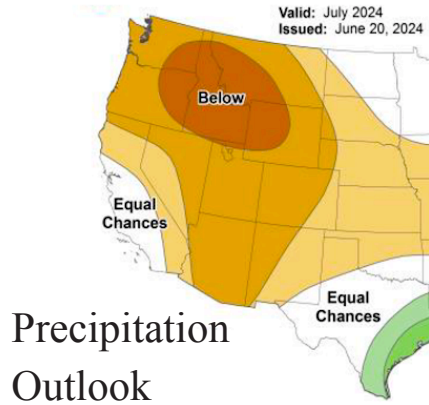 Valid: July 2024
Issued: June 20, 2024
Below
Equal
Chances
Equal
Chances
Precipitation
Outlook